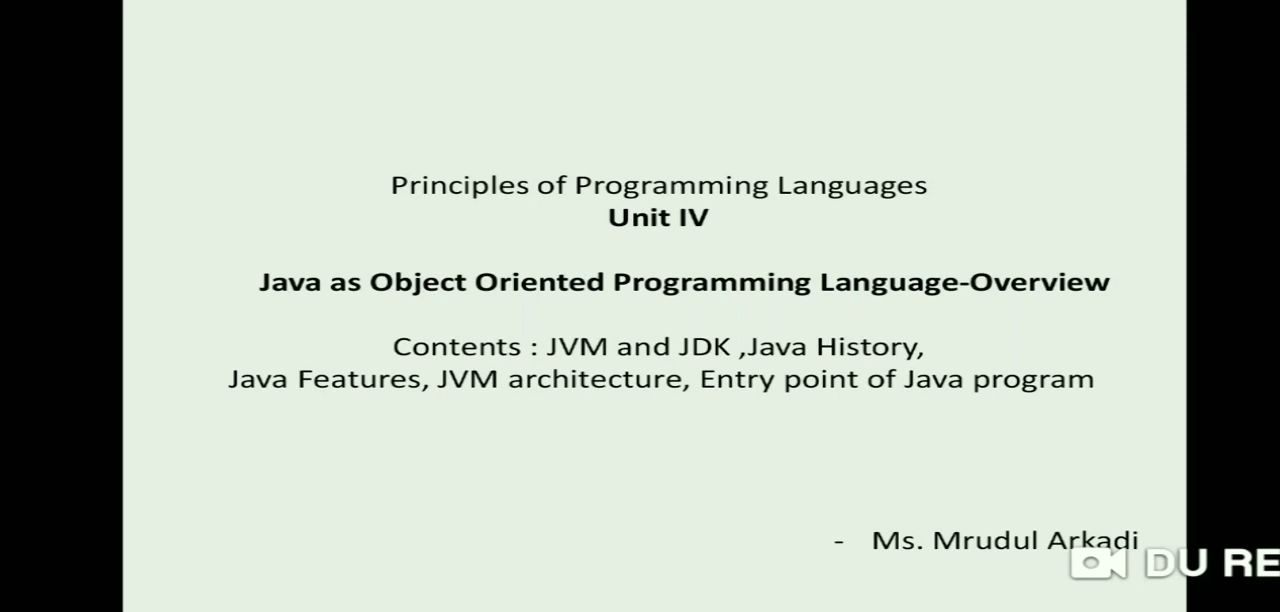 Principles of Programming Languages
Unit IV
Java as Object Oriented Programming Language-Overview
Contents : JVM and JDK ,Java History,
Java Features, JVM architecture, Entry point of Java program
- Ms. Mrudul Arkadi
DU RE